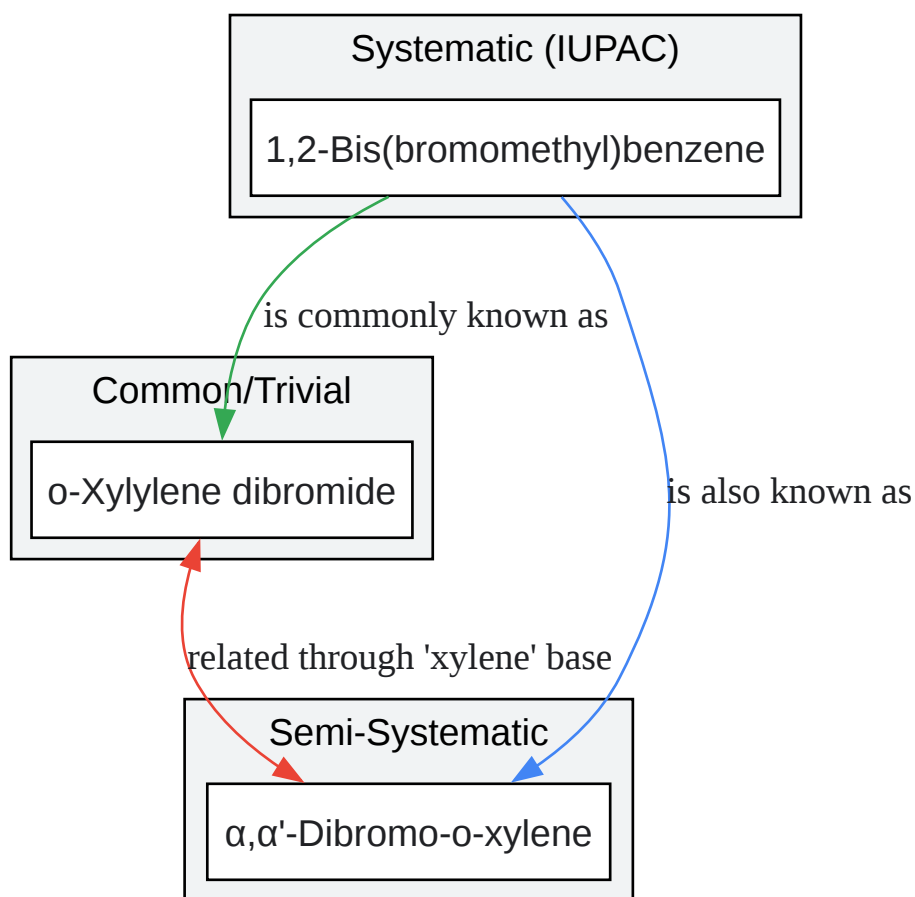 Systematic (IUPAC)
1,2-Bis(bromomethyl)benzene
is commonly known as
Common/Trivial
o-Xylylene dibromide
is also known as
related through 'xylene' base
Semi-Systematic
α,α'-Dibromo-o-xylene